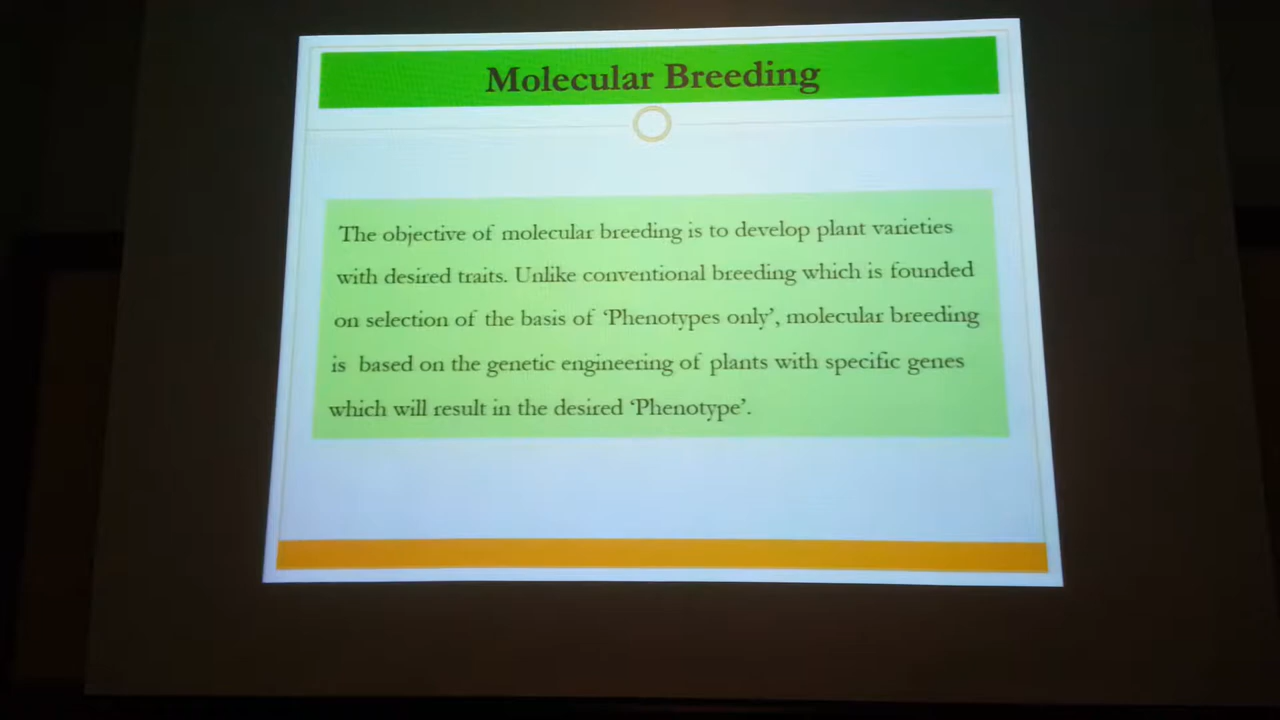 Molecular Breeding
The objective of molecular breeding is to develop plant varieties
with desired traits. Unlike conventional breeding which is founded
on selection of the basis of ‘Phenotypes only’, molecular breeding
is based on the genetic engineering of plants with specific genes
which will result in the desired ‘Phenotype’.